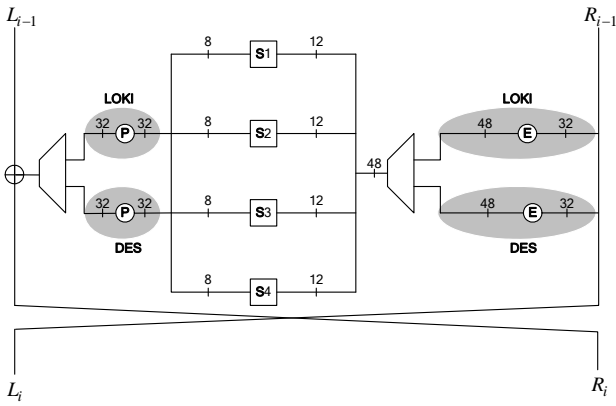 L_{i-1} R_{i-1}
8 S1 12
LOKI LOKI
32 P 32 8 S2 12 48 E 32
48
32 P 32 8 S3 12 48 E 32
DES DES
8 S4 12
L_i R_i